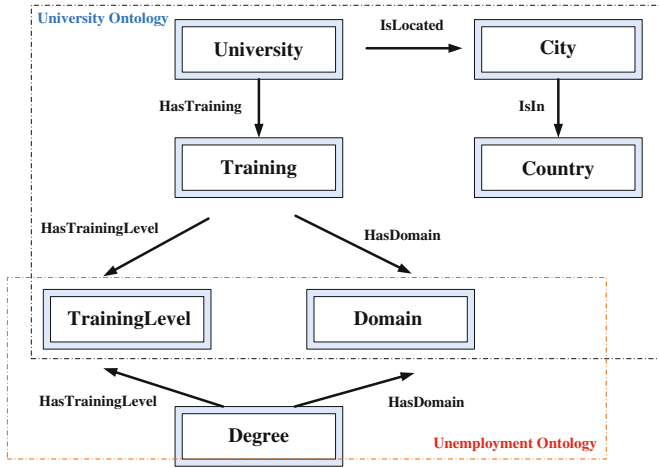 University Ontology
IsLocated
University
City
HasTraining
IsIn
Training
Country
HasTrainingLevel
HasDomain
TrainingLevel
Domain
HasTrainingLevel
HasDomain
Degree
Unemployment Ontology